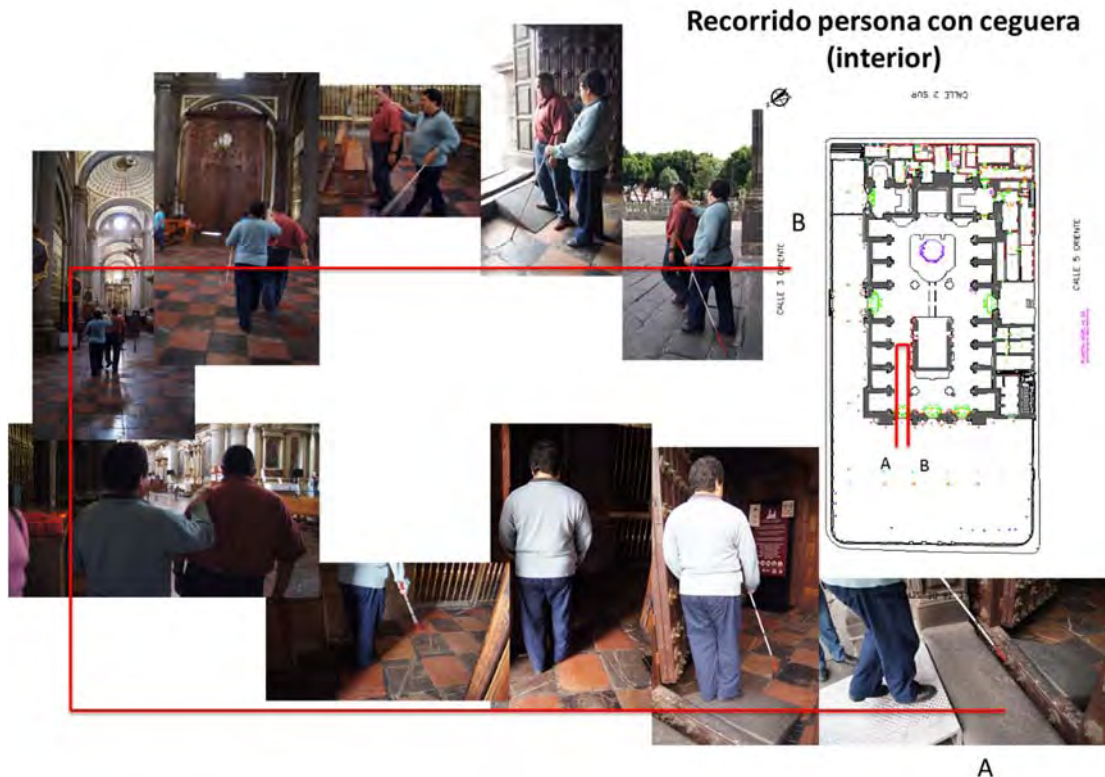 Recorrido persona con ceguera
(interior)
CALLE 2 SUR
B
CALLE 3 ORIENTE
CALLE 5 ORIENTE
A B
A